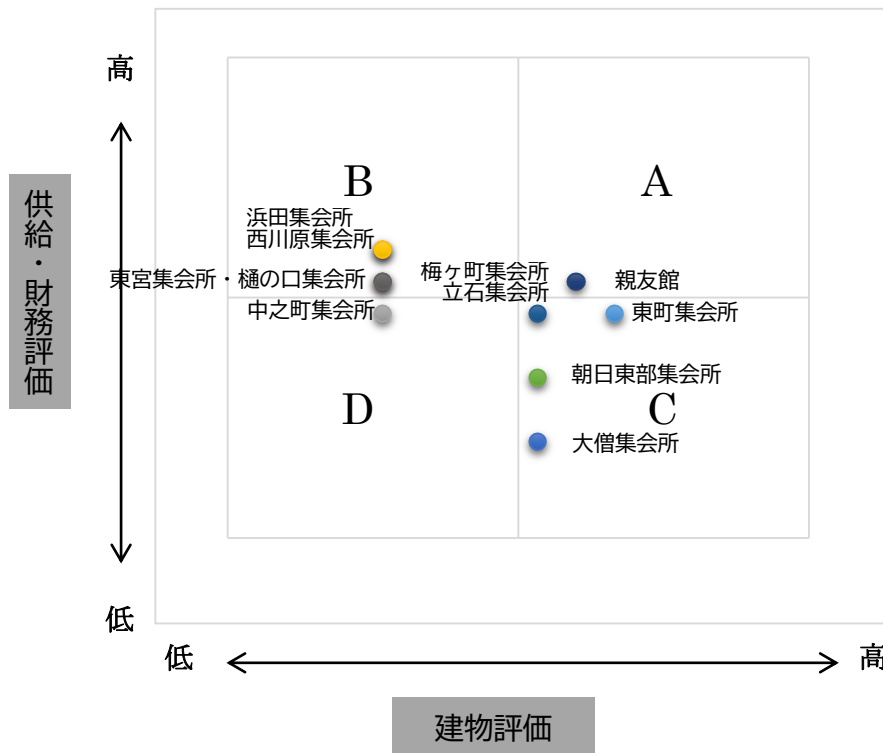 高
供給・財務評価
B
A
浜田集会所
西川原集会所
東宮集会所・樋の口集会所
梅ヶ町集会所
立石集会所
親友館
中之町集会所
東町集会所
朝日東部集会所
D
C
大僧集会所
低
低
高
建物評価